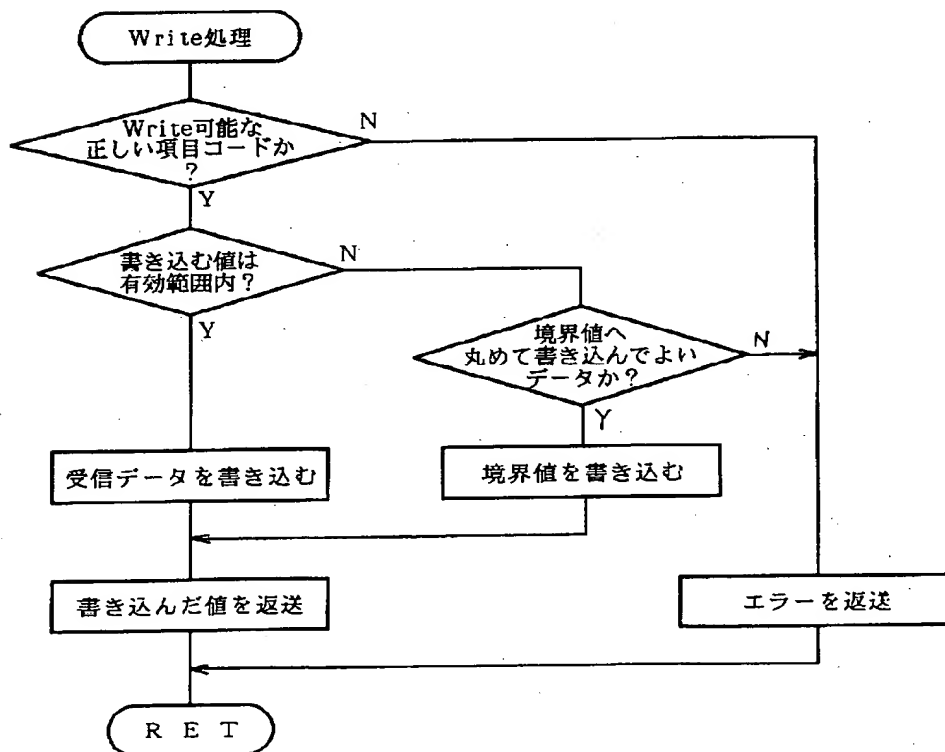 Write処理
Write可能な
正しい項目コードか
?
N
Y
書き込む値は
有効範囲内?
N
Y
境界値へ
丸めて書き込んでよい
データか?
N
Y
受信データを書き込む
境界値を書き込む
書き込んだ値を返送
エラーを返送
R E T